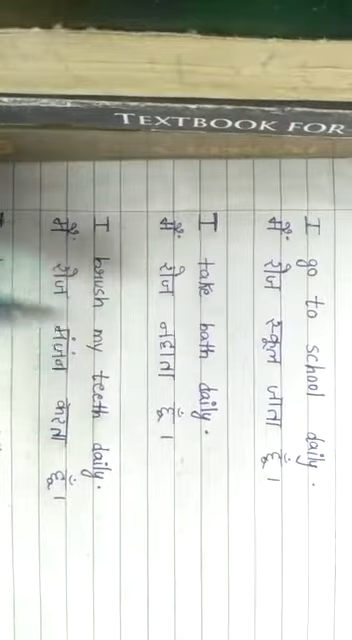 TEXTBOOK FOR
I go to school daily.
मैं रोज स्कूल जाता हूँ।
I take bath daily.
मैं रोज नहाता हूँ।
I brush my teeth daily.
मैं रोज मंजन करता हूँ।